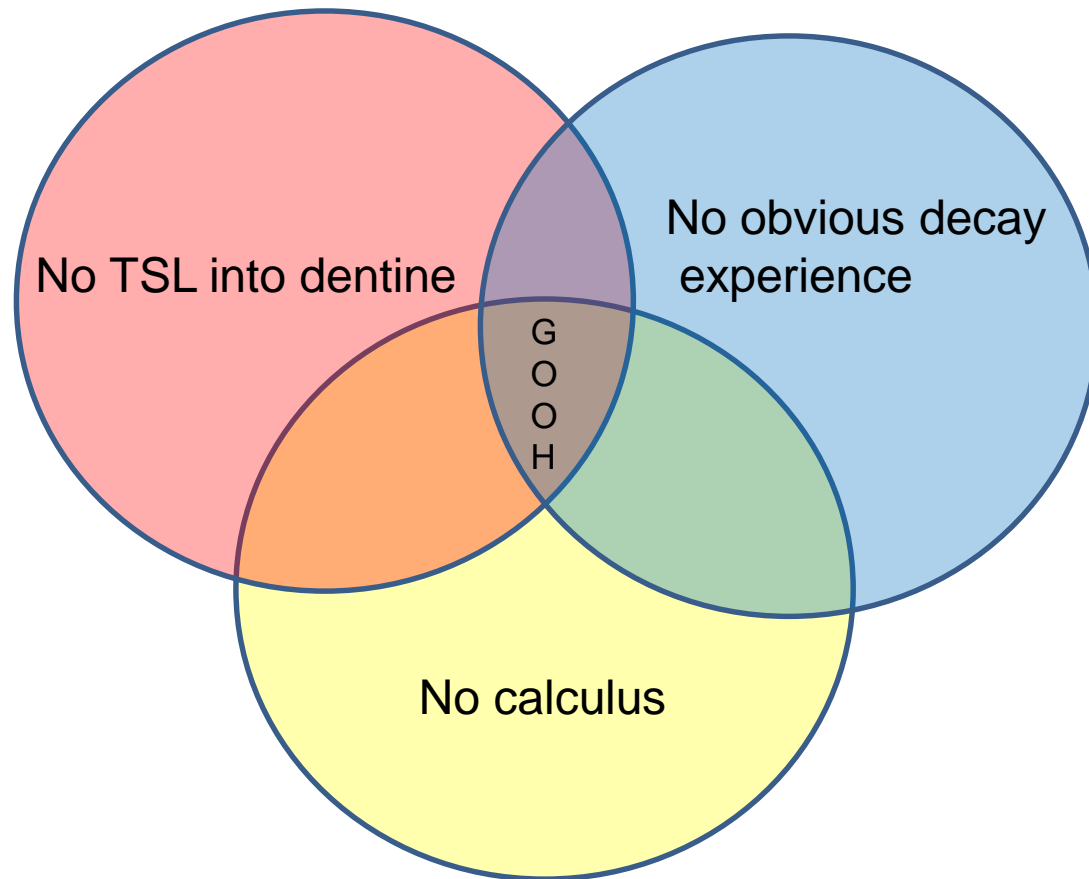 No TSL into dentine
No obvious decay
experience
G
O
O
H
No calculus